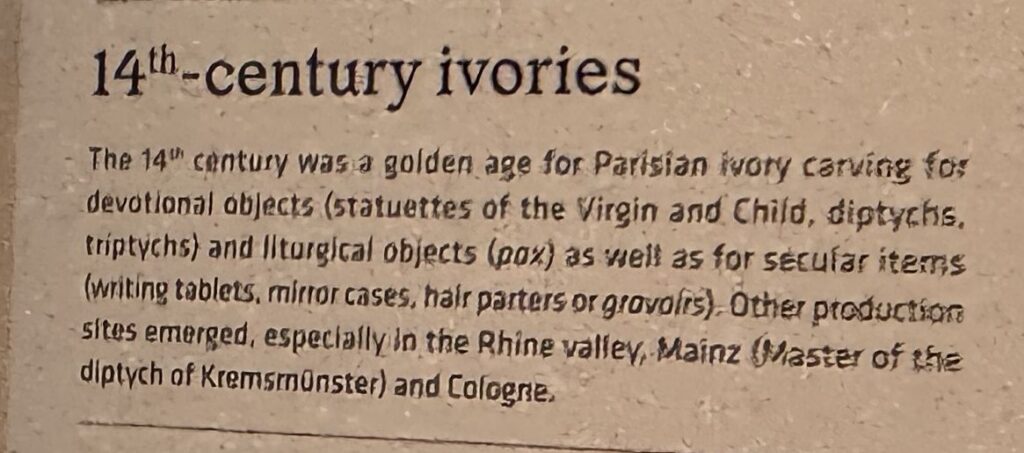 14th-century ivories
The 14th century was a golden age for Parisian ivory carving for
devotional objects (statuettes of the Virgin and Child, diptychs,
triptychs) and liturgical objects (pax) as well as for secular items
(writing tablets, mirror cases, hair parters or gravoirs). Other production
sites emerged, especially in the Rhine valley, Mainz (Master of the
diptych of Kremsmünster) and Cologne.